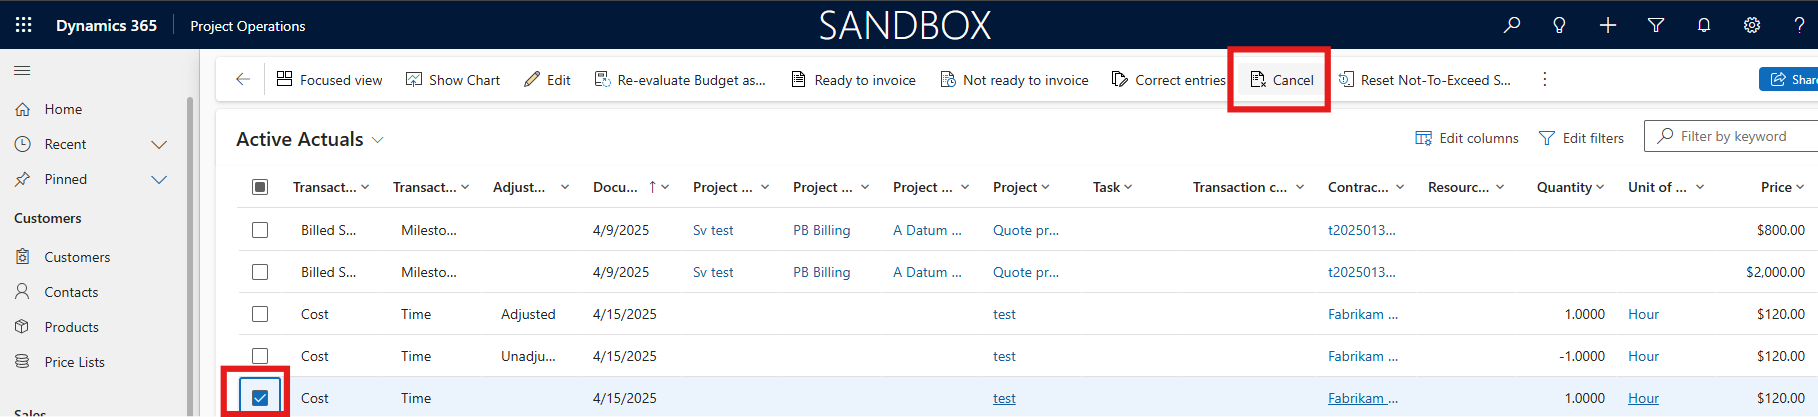 Dynamics 365 Project Operations SANDBOX ?
Focused view Show Chart Edit Re-evaluate Budget as... Ready to invoice Not ready to invoice Correct entries Cancel Reset Not-To-Exceed S... Share
Home
Recent
Pinned
Customers
Customers
Contacts
Products
Price Lists
Sales
Active Actuals Edit columns Edit filters Filter by keyword
Transact... Transact... Adjust... Docu... ↑ Project ... Project ... Project ... Project Task Transaction c... Contrac... Resourc... Quantity Unit of ... Price
Billed S... Milesto... 4/9/2025 Sv test PB Billing A Datum ... Quote pr... t2025013... $800.00
Billed S... Milesto... 4/9/2025 Sv test PB Billing A Datum ... Quote pr... t2025013... $2,000.00
Cost Time Adjusted 4/15/2025 test Fabrikam ... 1.0000 Hour $120.00
Cost Time Unadju... 4/15/2025 test Fabrikam ... -1.0000 Hour $120.00
Cost Time 4/15/2025 test Fabrikam ... 1.0000 Hour $120.00